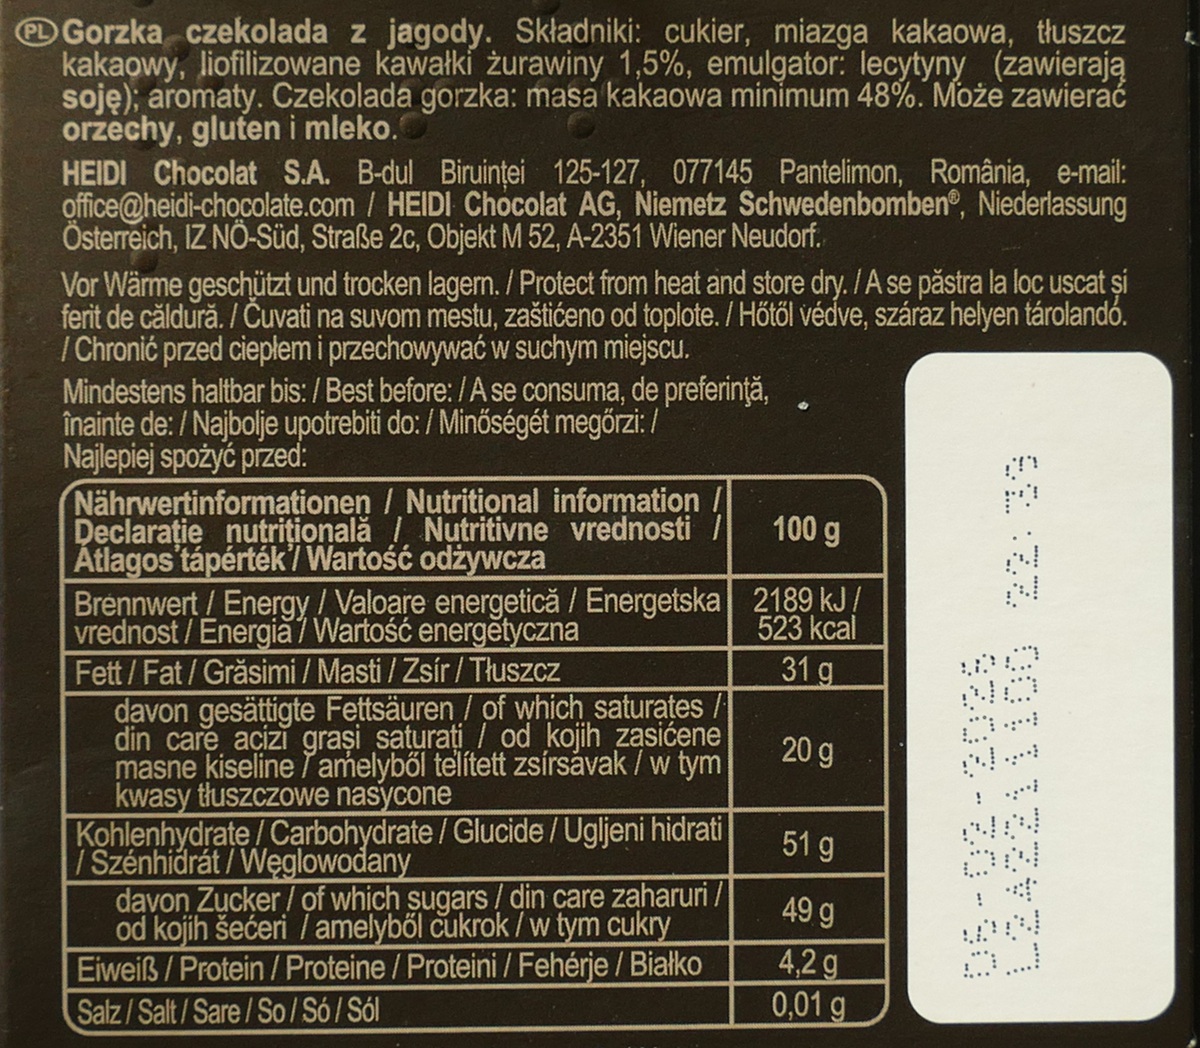 PL Gorzka czekolada z jagody. Składniki: cukier, miazga kakaowa, tłuszcz
kakaowy, liofilizowane kawałki żurawiny 1,5%, emulgator: lecytyny (zawierają
soję); aromaty. Czekolada gorzka: masa kakaowa minimum 48%. Może zawierać
orzechy, gluten i mleko.
HEIDI Chocolat S.A. B-dul Biruinței 125-127, 077145 Pantelimon, România, e-mail:
office@heidi-chocolate.com / HEIDI Chocolat AG, Niemetz Schwedenbomben®, Niederlassung
Österreich, IZ NÖ-Süd, Straße 2c, Objekt M 52, A-2351 Wiener Neudorf.
Vor Wärme geschützt und trocken lagern. / Protect from heat and store dry. / A se păstra la loc uscat și
ferit de căldură. / Čuvati na suvom mestu, zaštićeno od toplote. / Hőtől védve, száraz helyen tárolandó.
/ Chronić przed ciepłem i przechowywać w suchym miejscu.
Mindestens haltbar bis: / Best before: / A se consuma, de preferință,
înainte de: / Najbolje upotrebiti do: / Minőségét megőrzi: /
Najlepiej spożyć przed:
Nährwertinformationen / Nutritional information /
Declarație nutrițională / Nutritivne vrednosti /
Átlagos tápérték / Wartość odżywcza
100 g
Brennwert / Energy / Valoare energetică / Energetska
vrednost / Energia / Wartość energetyczna
2189 kJ /
523 kcal
Fett / Fat / Grăsimi / Masti / Zsír / Tłuszcz
31 g
davon gesättigte Fettsäuren / of which saturates /
din care acizi grași saturați / od kojih zasićene
masne kiseline / amelyből telített zsírsavak / w tym
kwasy tłuszczowe nasycone
20 g
Kohlenhydrate / Carbohydrate / Glucide / Ugljeni hidrati
/ Szénhidrát / Węglowodany
51 g
davon Zucker / of which sugars / din care zaharuri /
od kojih šećeri / amelyből cukrok / w tym cukry
49 g
Eiweiß / Protein / Proteine / Proteini / Fehérje / Białko
4,2 g
Salz / Salt / Sare / So / Só / Sól
0,01 g
05-02-2025
L2A22A1100 22:39